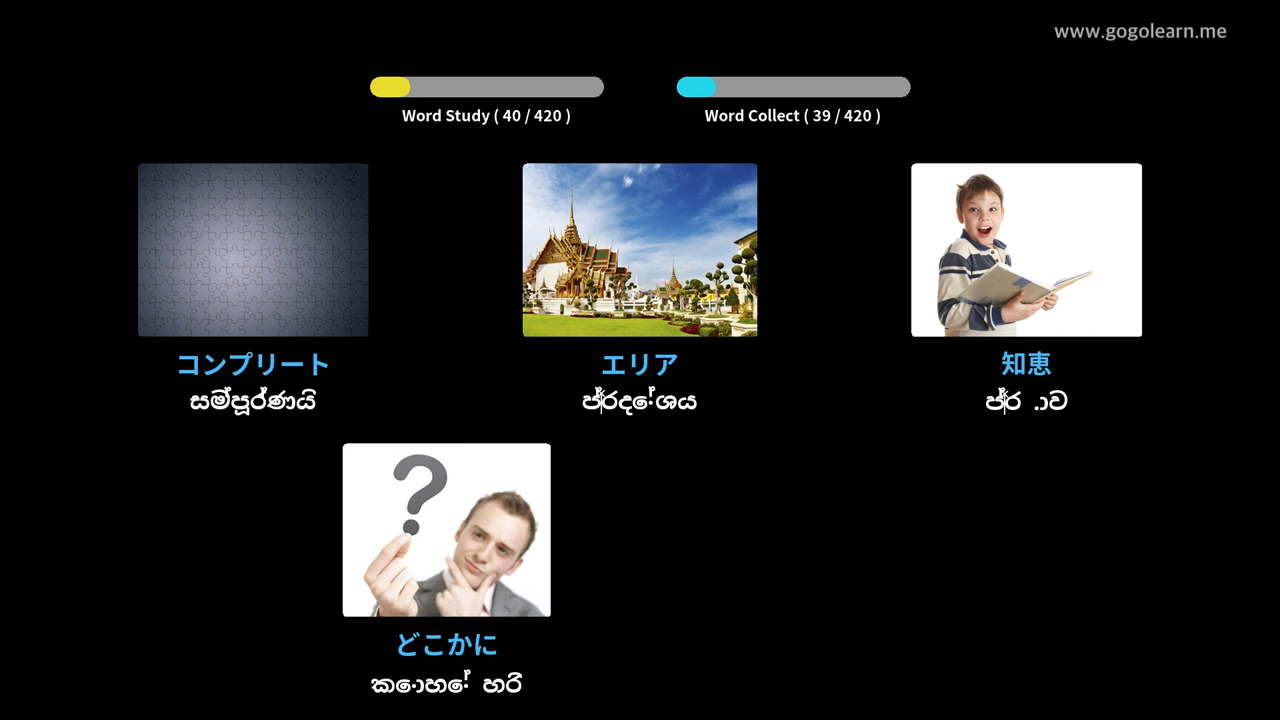 www.gogolearn.me
Word Study ( 40 / 420 )
Word Collect ( 39 / 420 )
コンプリート
エリア
知恵
සම්පූර්ණයි
ප්‍රදේශය
どこかに
කොහේ හරි